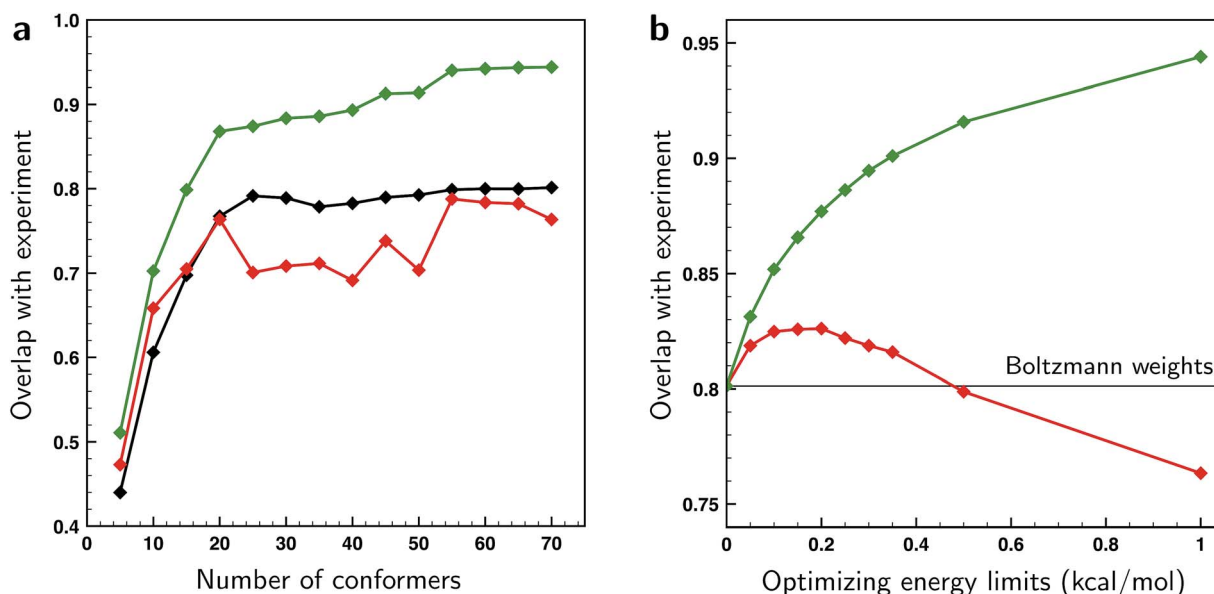 a
1.0
0.9
0.8
0.7
0.6
0.5
0.4
Overlap with experiment
0 10 20 30 40 50 60 70
Number of conformers
b
0.95
0.9
0.85
0.8
0.75
Overlap with experiment
Boltzmann weights
0 0.2 0.4 0.6 0.8 1
Optimizing energy limits (kcal/mol)